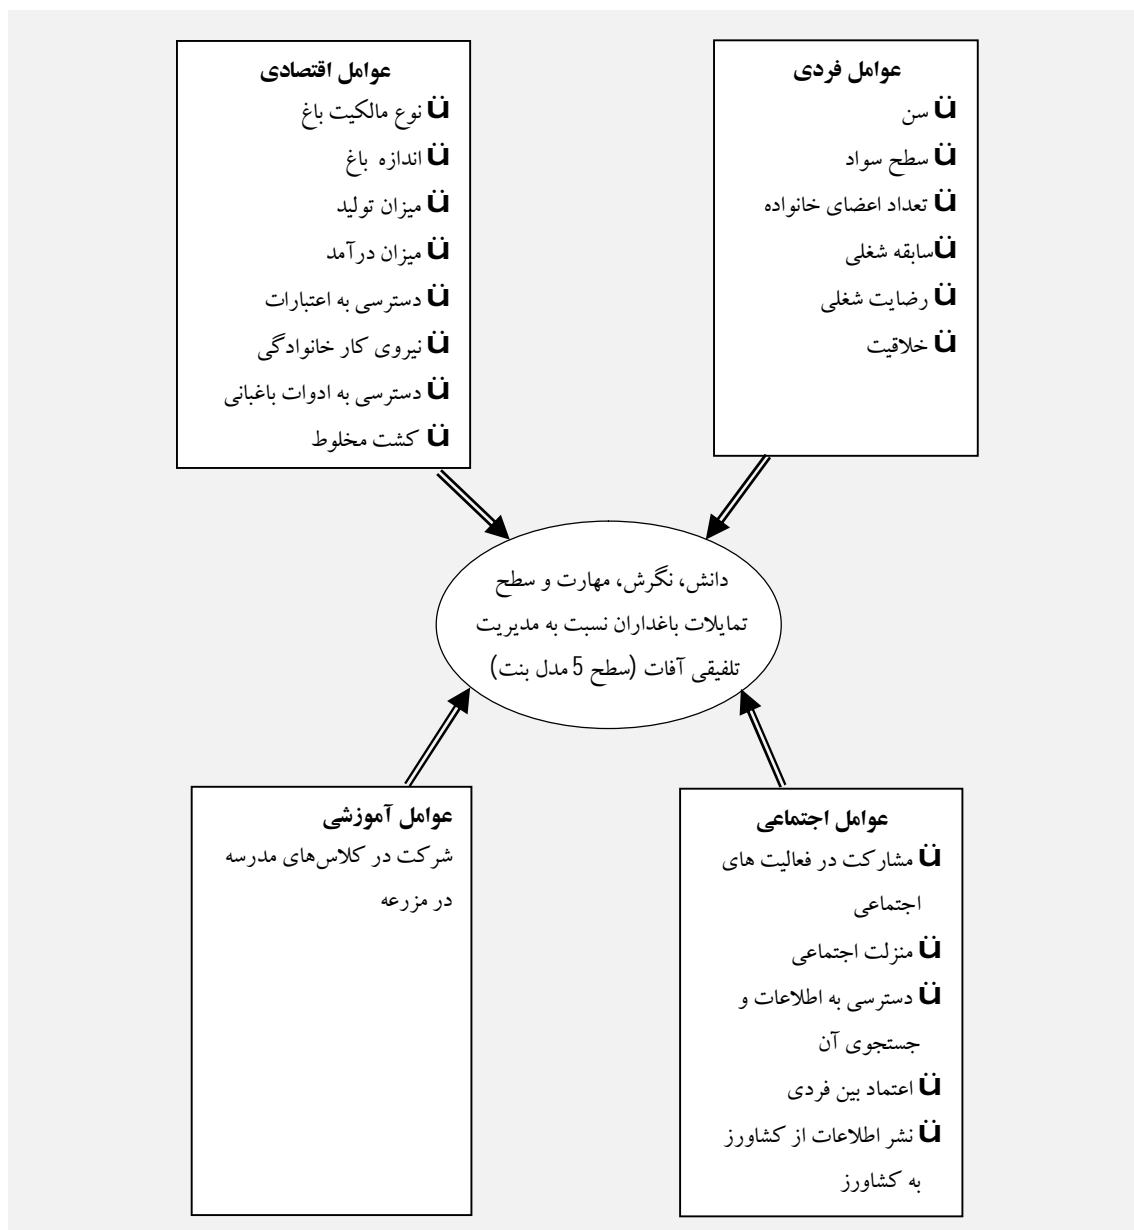 عوامل فردی
Ü سن
Ü سطح سواد
Ü تعداد اعضای خانواده
Üسابقه شغلی
Ü رضایت شغلی
Ü خلاقیت
عوامل اقتصادی
Ü نوع مالکیت باغ
Ü اندازه باغ
Ü میزان تولید
Ü میزان درآمد
Ü دسترسی به اعتبارات
Ü نیروی کار خانوادگی
Ü دسترسی به ادوات باغبانی
Ü کشت مخلوط
دانش، نگرش، مهارت و سطح
تمایلات باغداران نسبت به مدیریت
تلفیقی آفات (سطح 5 مدل بنت)
عوامل اجتماعی
Ü مشارکت در فعالیت های
اجتماعی
Ü منزلت اجتماعی
Ü دسترسی به اطلاعات و
جستجوی آن
Ü اعتماد بین فردی
Ü نشر اطلاعات از کشاورز
به کشاورز
عوامل آموزشی
شرکت در کلاس‌های مدرسه
در مزرعه